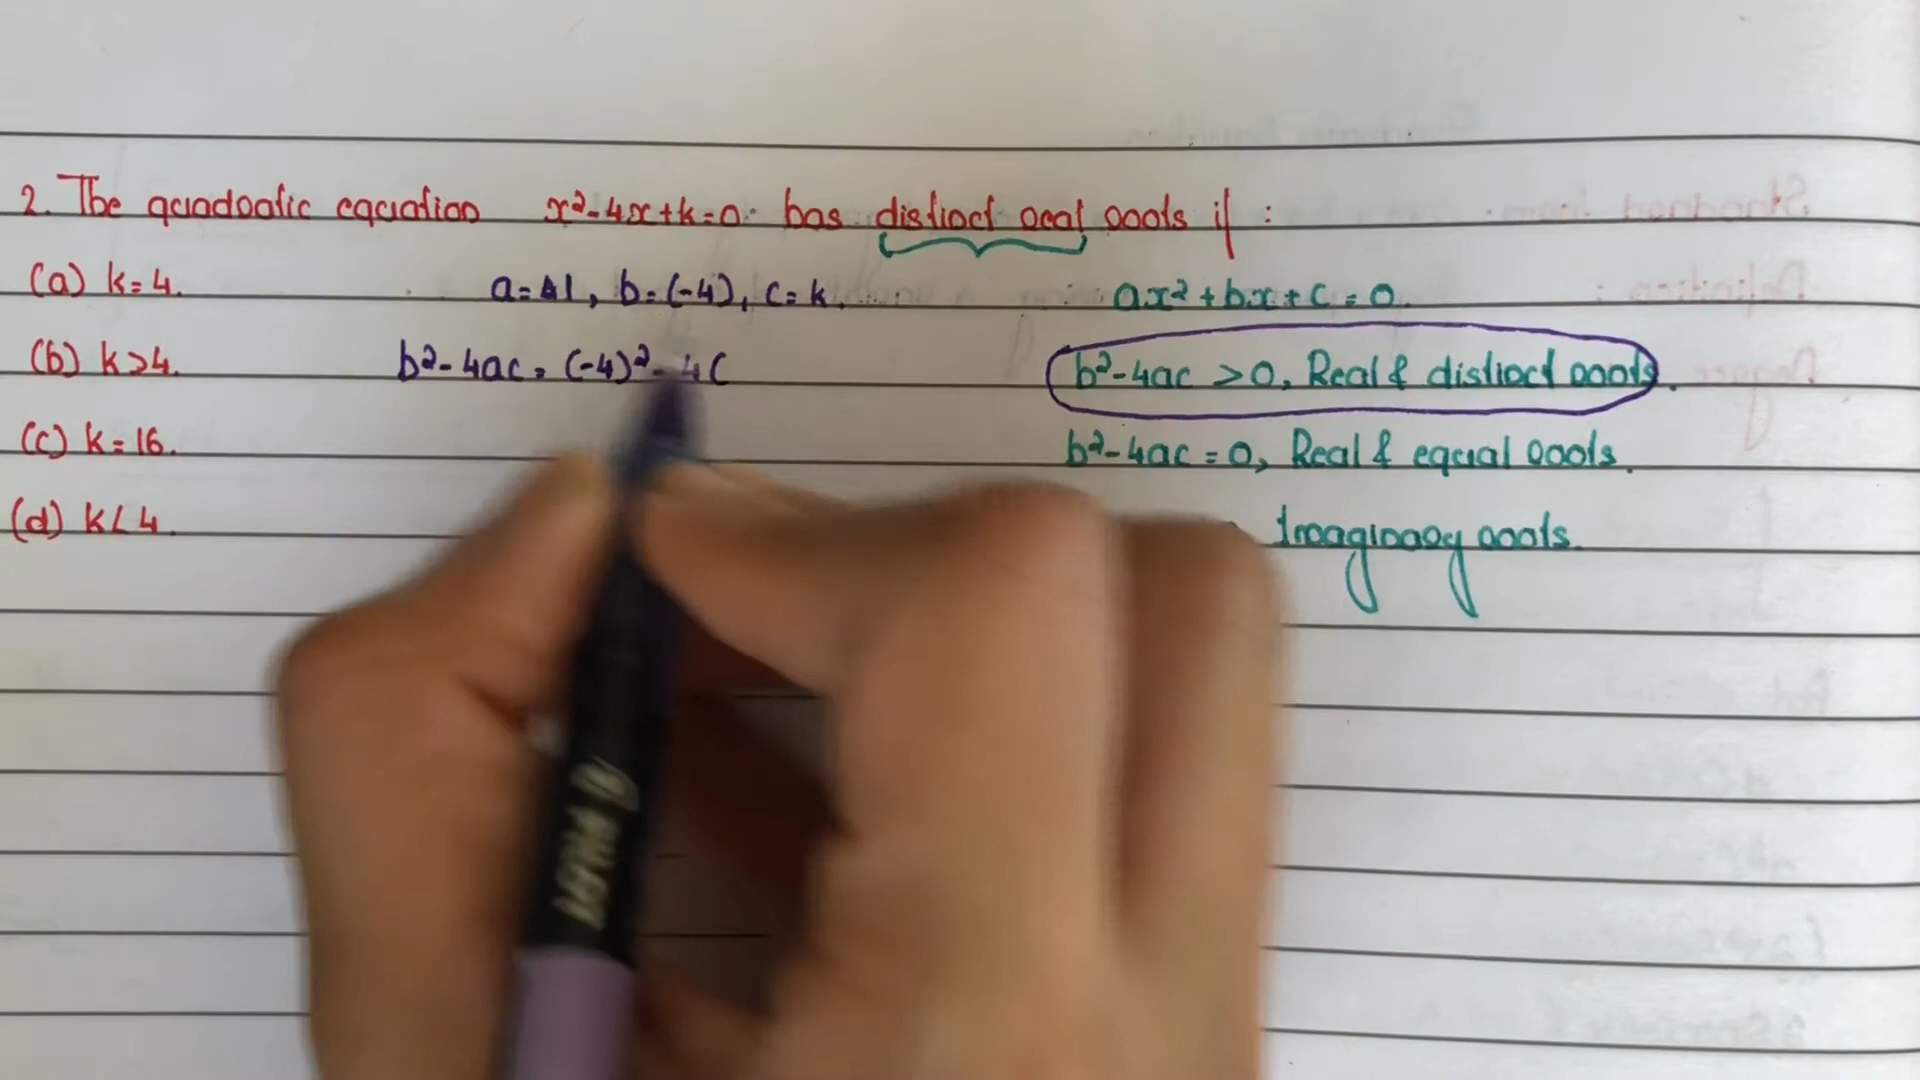 2. The quadratic equation x²-4x+k=0. has distinct real roots if :
(a) k=4.
a=1, b=(-4), c=k.
ax²+bx+c=0.
(b) k>4.
b²-4ac = (-4)²-4(
b²-4ac >0, Real & distinct roots.
(c) k=16.
b²-4ac =0, Real & equal roots.
(d) k<4.
Imaginary roots.